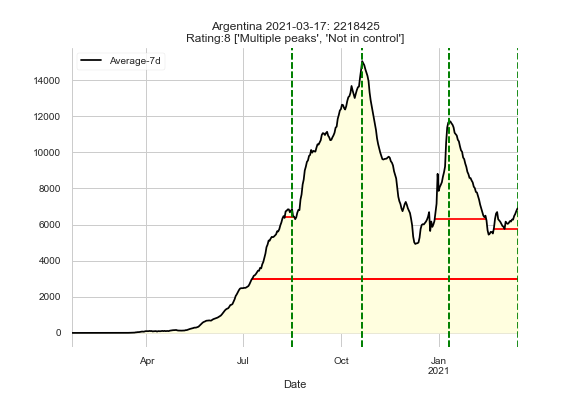 Argentina 2021-03-17: 2218425
Rating:8 ['Multiple peaks', 'Not in control']
Average-7d
14000
12000
10000
8000
6000
4000
2000
0
Apr
Jul
Oct
Jan
2021
Date